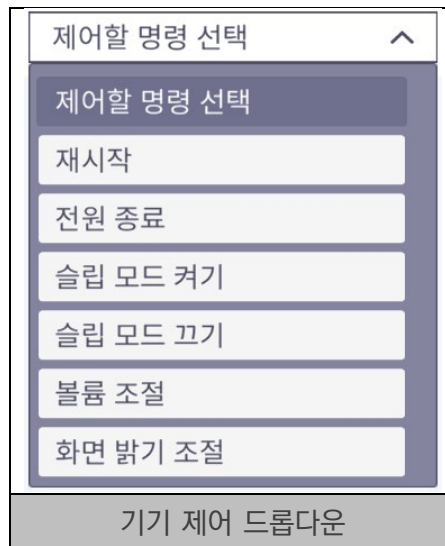 제어할 명령 선택
제어할 명령 선택
재시작
전원 종료
슬립 모드 켜기
슬립 모드 끄기
볼륨 조절
화면 밝기 조절
기기 제어 드롭다운